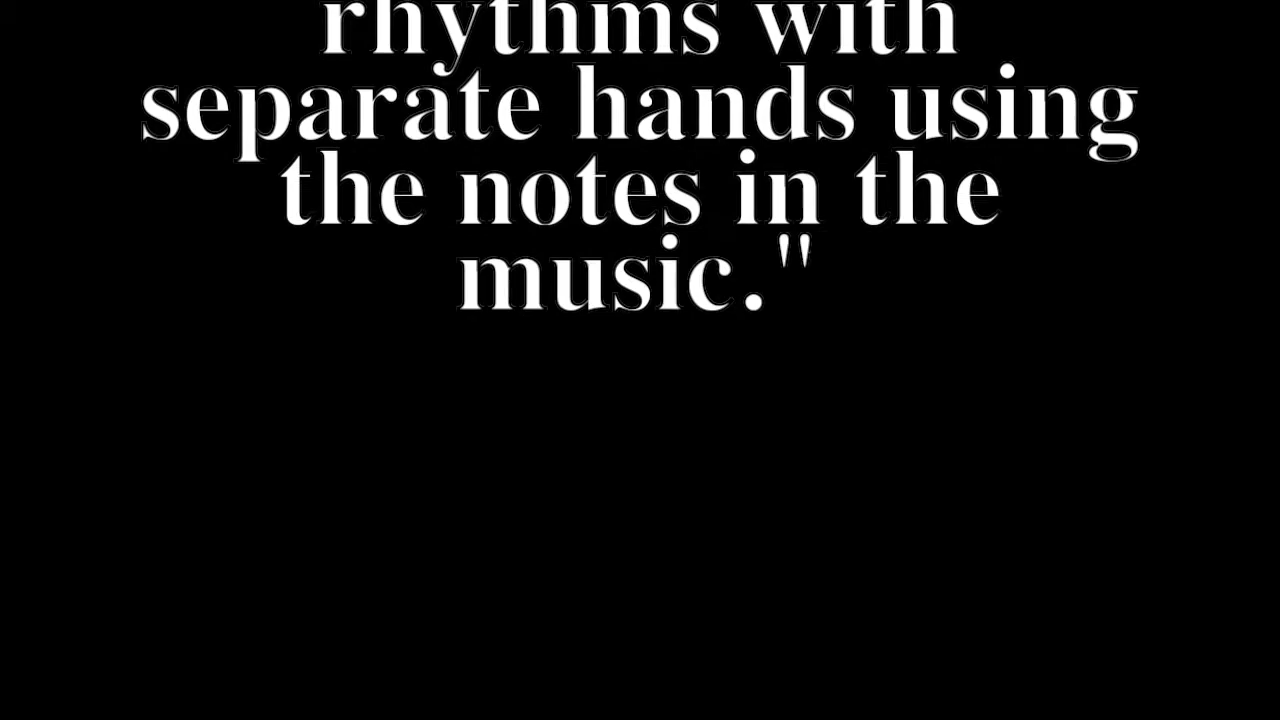 rhythms with
separate hands using
the notes in the
music."